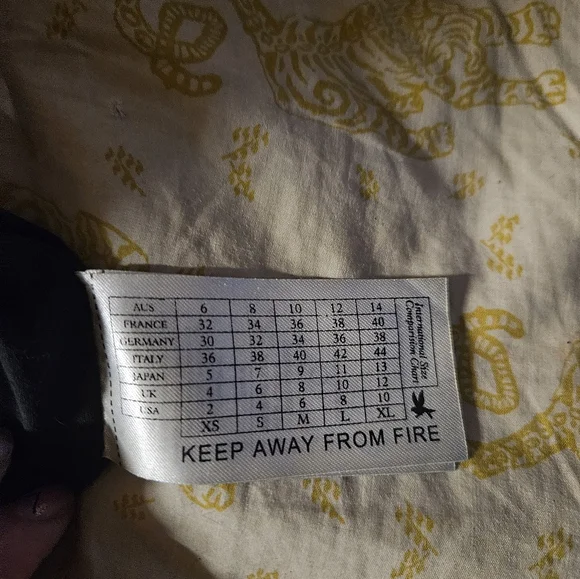 AUS 6 8 10 12 14
FRANCE 32 34 36 38 40
GERMANY 30 32 34 36 38
ITALY 36 38 40 42 44
JAPAN 5 7 9 11 13
UK 4 6 8 10 12
USA 2 4 6 8 10
XS S M L XL
International Size
Comparision Chart
KEEP AWAY FROM FIRE